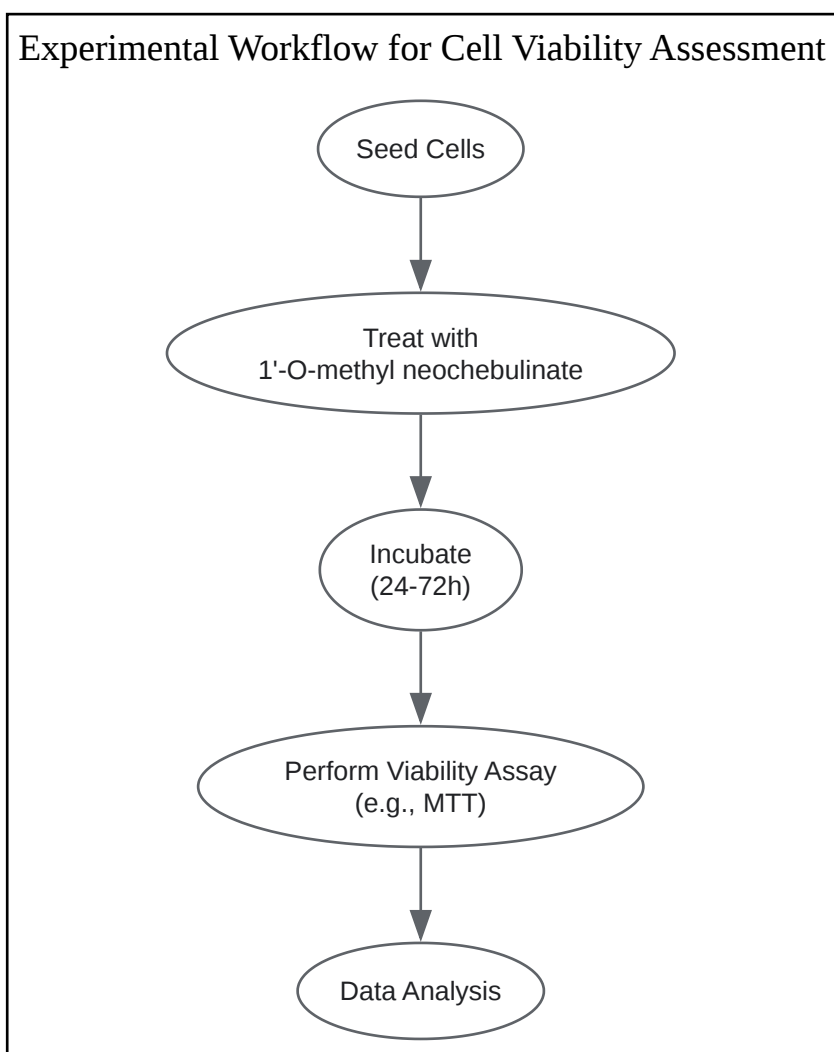 Experimental Workflow for Cell Viability Assessment
Seed Cells
Treat with
1'-O-methyl neochebulinate
Incubate
(24-72h)
Perform Viability Assay
(e.g., MTT)
Data Analysis